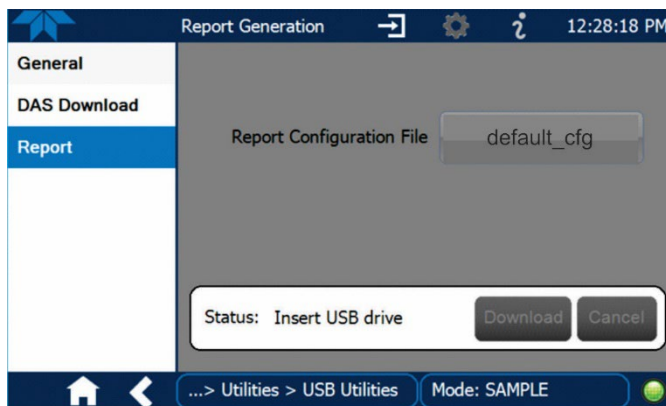 Report Generation
12:28:18 PM
General
DAS Download
Report
Report Configuration File
default_cfg
Status: Insert USB drive
Download
Cancel
...> Utilities > USB Utilities
Mode: SAMPLE